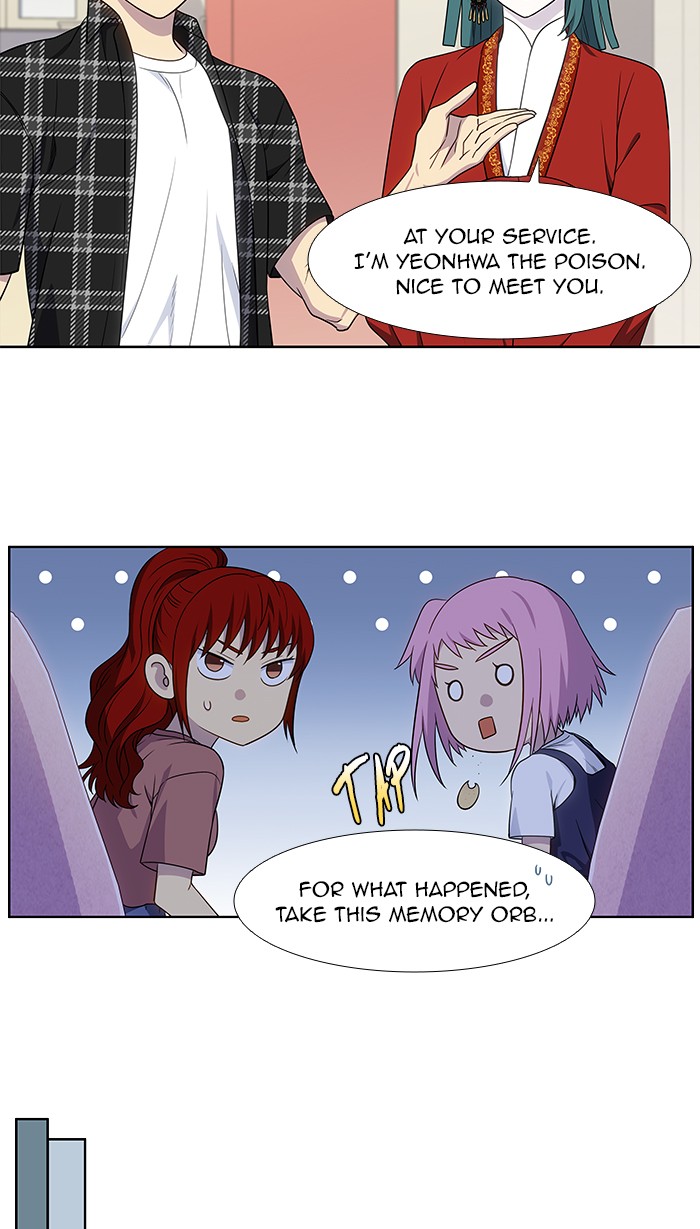 AT YOUR SERVICE.
I'M YEONHWA THE POISON.
NICE TO MEET YOU.
TAP
FOR WHAT HAPPENED,
TAKE THIS MEMORY ORB...